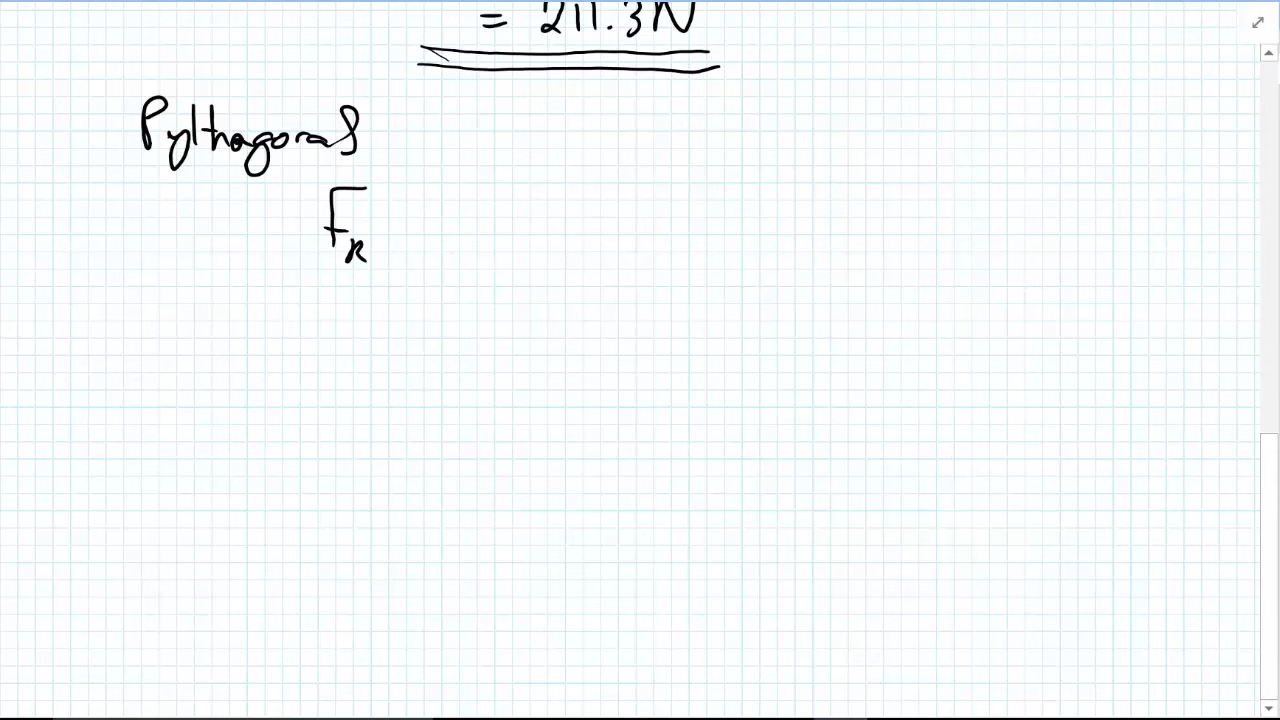 = 211.3N
Pythagoras
F_R